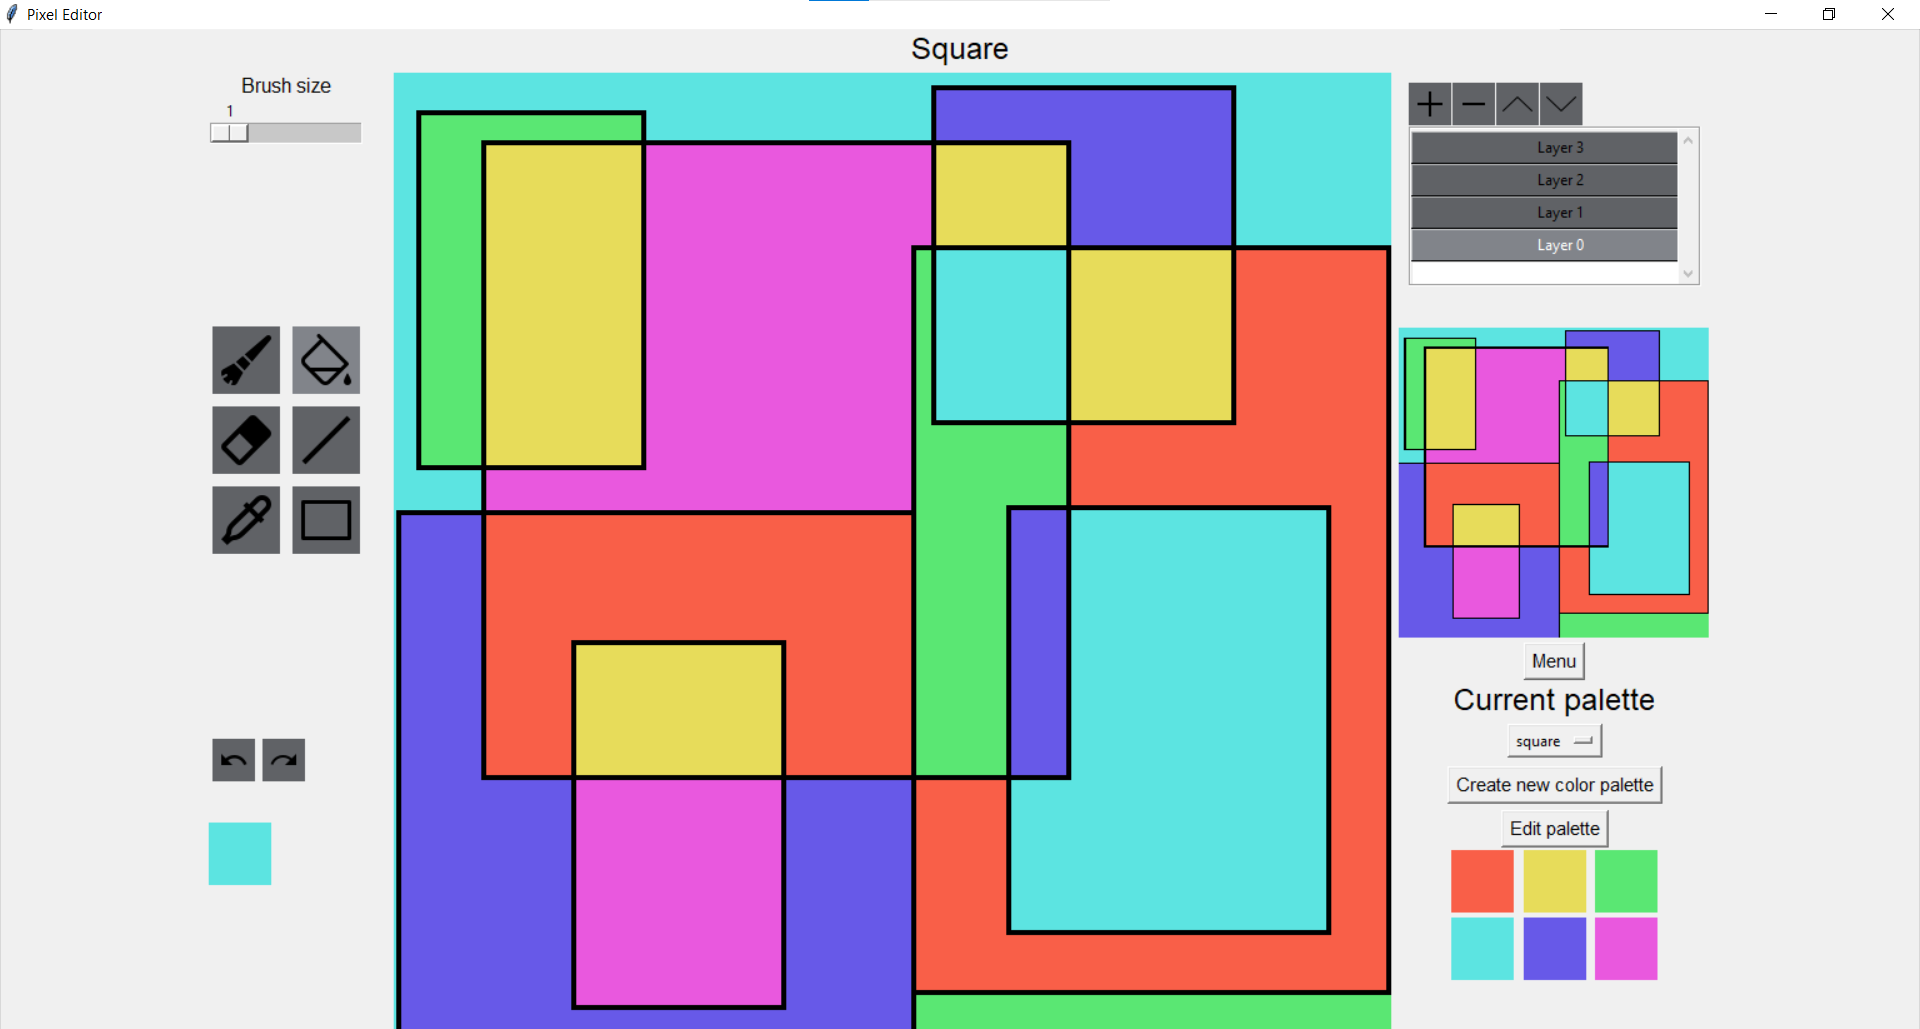 Pixel Editor
Square
Brush size
1
Layer 3
Layer 2
Layer 1
Layer 0
Menu
Current palette
square
Create new color palette
Edit palette